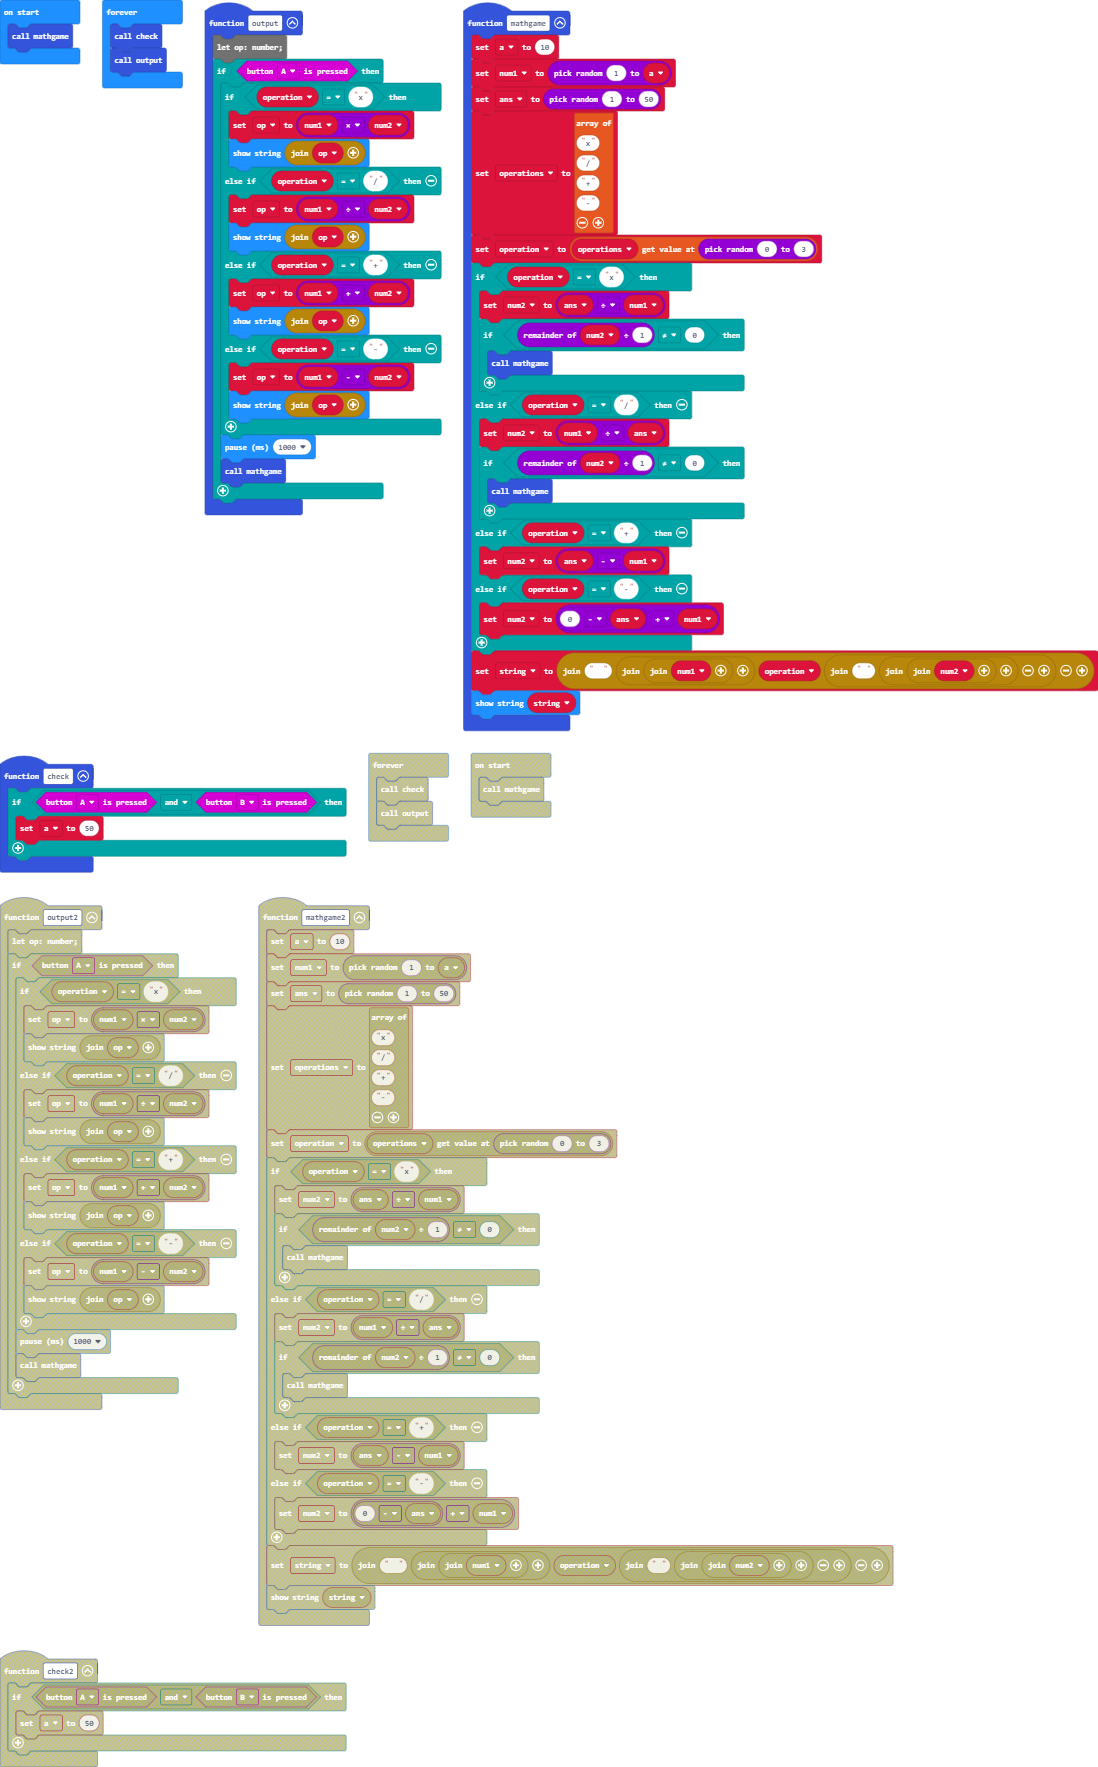 on start
call mathgame
forever
call check
call output
function output
let op: number;
if button A is pressed then
if operation = "x" then
set op to num1 × num2
show string join op
else if operation = "/" then
set op to num1 ÷ num2
show string join op
else if operation = "+" then
set op to num1 + num2
show string join op
else if operation = "-" then
set op to num1 - num2
show string join op
pause (ms) 1000
call mathgame
function mathgame
set a to 10
set num1 to pick random 1 to a
set ans to pick random 1 to 50
set operations to array of "x" "/" "+" "-"
set operation to operations get value at pick random 0 to 3
if operation = "x" then
set num2 to ans ÷ num1
if remainder of num2 ÷ 1 ≠ 0 then
call mathgame
else if operation = "/" then
set num2 to num1 ÷ ans
if remainder of num2 ÷ 1 ≠ 0 then
call mathgame
else if operation = "+" then
set num2 to ans - num1
else if operation = "-" then
set num2 to 0 - ans + num1
set string to join " " join join num1 operation join " " join join num2
show string string
function check
if button A is pressed and button B is pressed then
set a to 50
forever
call check
call output
on start
call mathgame
function output2
let op: number;
if button A is pressed then
if operation = "x" then
set op to num1 × num2
show string join op
else if operation = "/" then
set op to num1 ÷ num2
show string join op
else if operation = "+" then
set op to num1 + num2
show string join op
else if operation = "-" then
set op to num1 - num2
show string join op
pause (ms) 1000
call mathgame
function mathgame2
set a to 10
set num1 to pick random 1 to a
set ans to pick random 1 to 50
set operations to array of "x" "/" "+" "-"
set operation to operations get value at pick random 0 to 3
if operation = "x" then
set num2 to ans ÷ num1
if remainder of num2 ÷ 1 ≠ 0 then
call mathgame
else if operation = "/" then
set num2 to num1 ÷ ans
if remainder of num2 ÷ 1 ≠ 0 then
call mathgame
else if operation = "+" then
set num2 to ans - num1
else if operation = "-" then
set num2 to 0 - ans + num1
set string to join " " join join num1 operation join " " join join num2
show string string
function check2
if button A is pressed and button B is pressed then
set a to 50